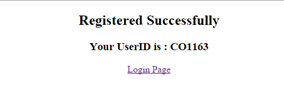 Registered Successfully
Your UserID is : CO1163
Login Page